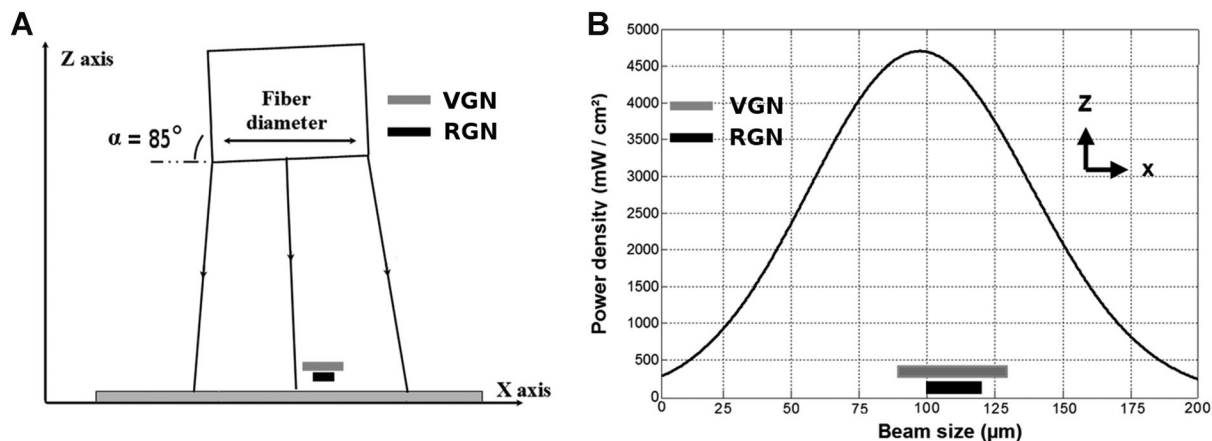 A
Z axis
Fiber
diameter
α = 85°
VGN
RGN
X axis
B
Power density (mW / cm²)
5000
4500
4000
3500
3000
2500
2000
1500
1000
500
0
VGN
RGN
Z
x
0 25 50 75 100 125 150 175 200
Beam size (μm)